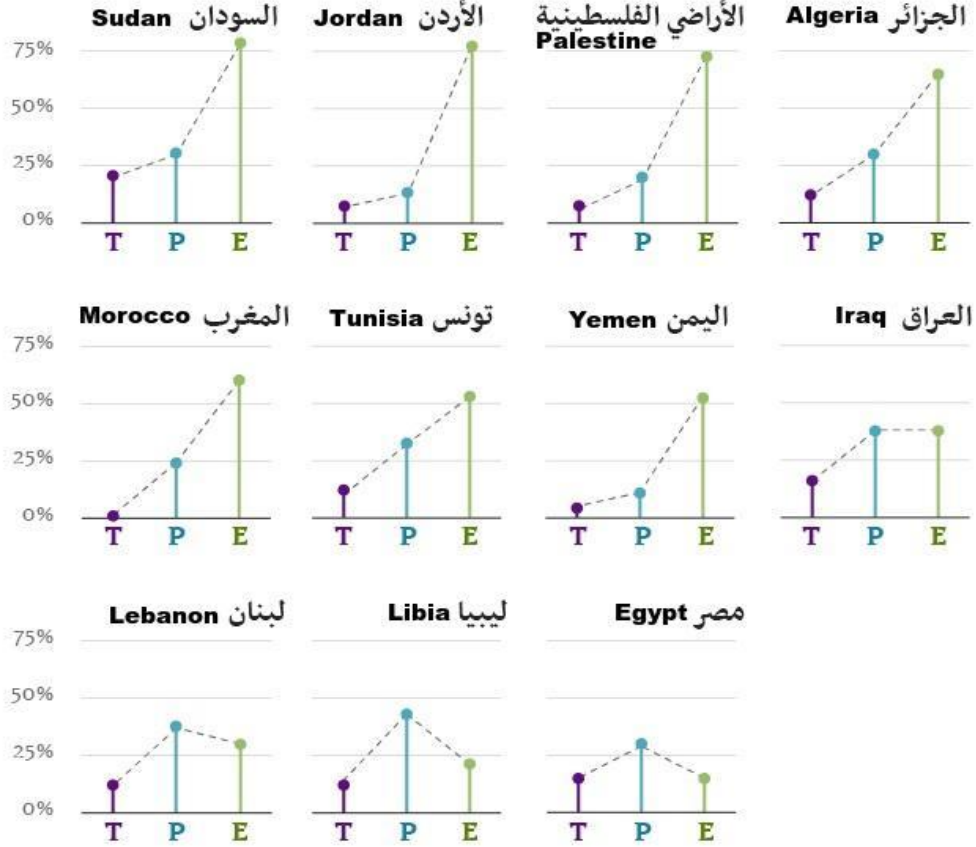 Sudan السودان
Jordan الأردن
الأراضي الفلسطينية
Palestine
Algeria الجزائر
75%
50%
25%
0%
T P E
T P E
T P E
T P E
Morocco المغرب
Tunisia تونس
Yemen اليمن
Iraq العراق
75%
50%
25%
0%
T P E
T P E
T P E
T P E
Lebanon لبنان
Libia ليبيا
Egypt مصر
75%
50%
25%
0%
T P E
T P E
T P E